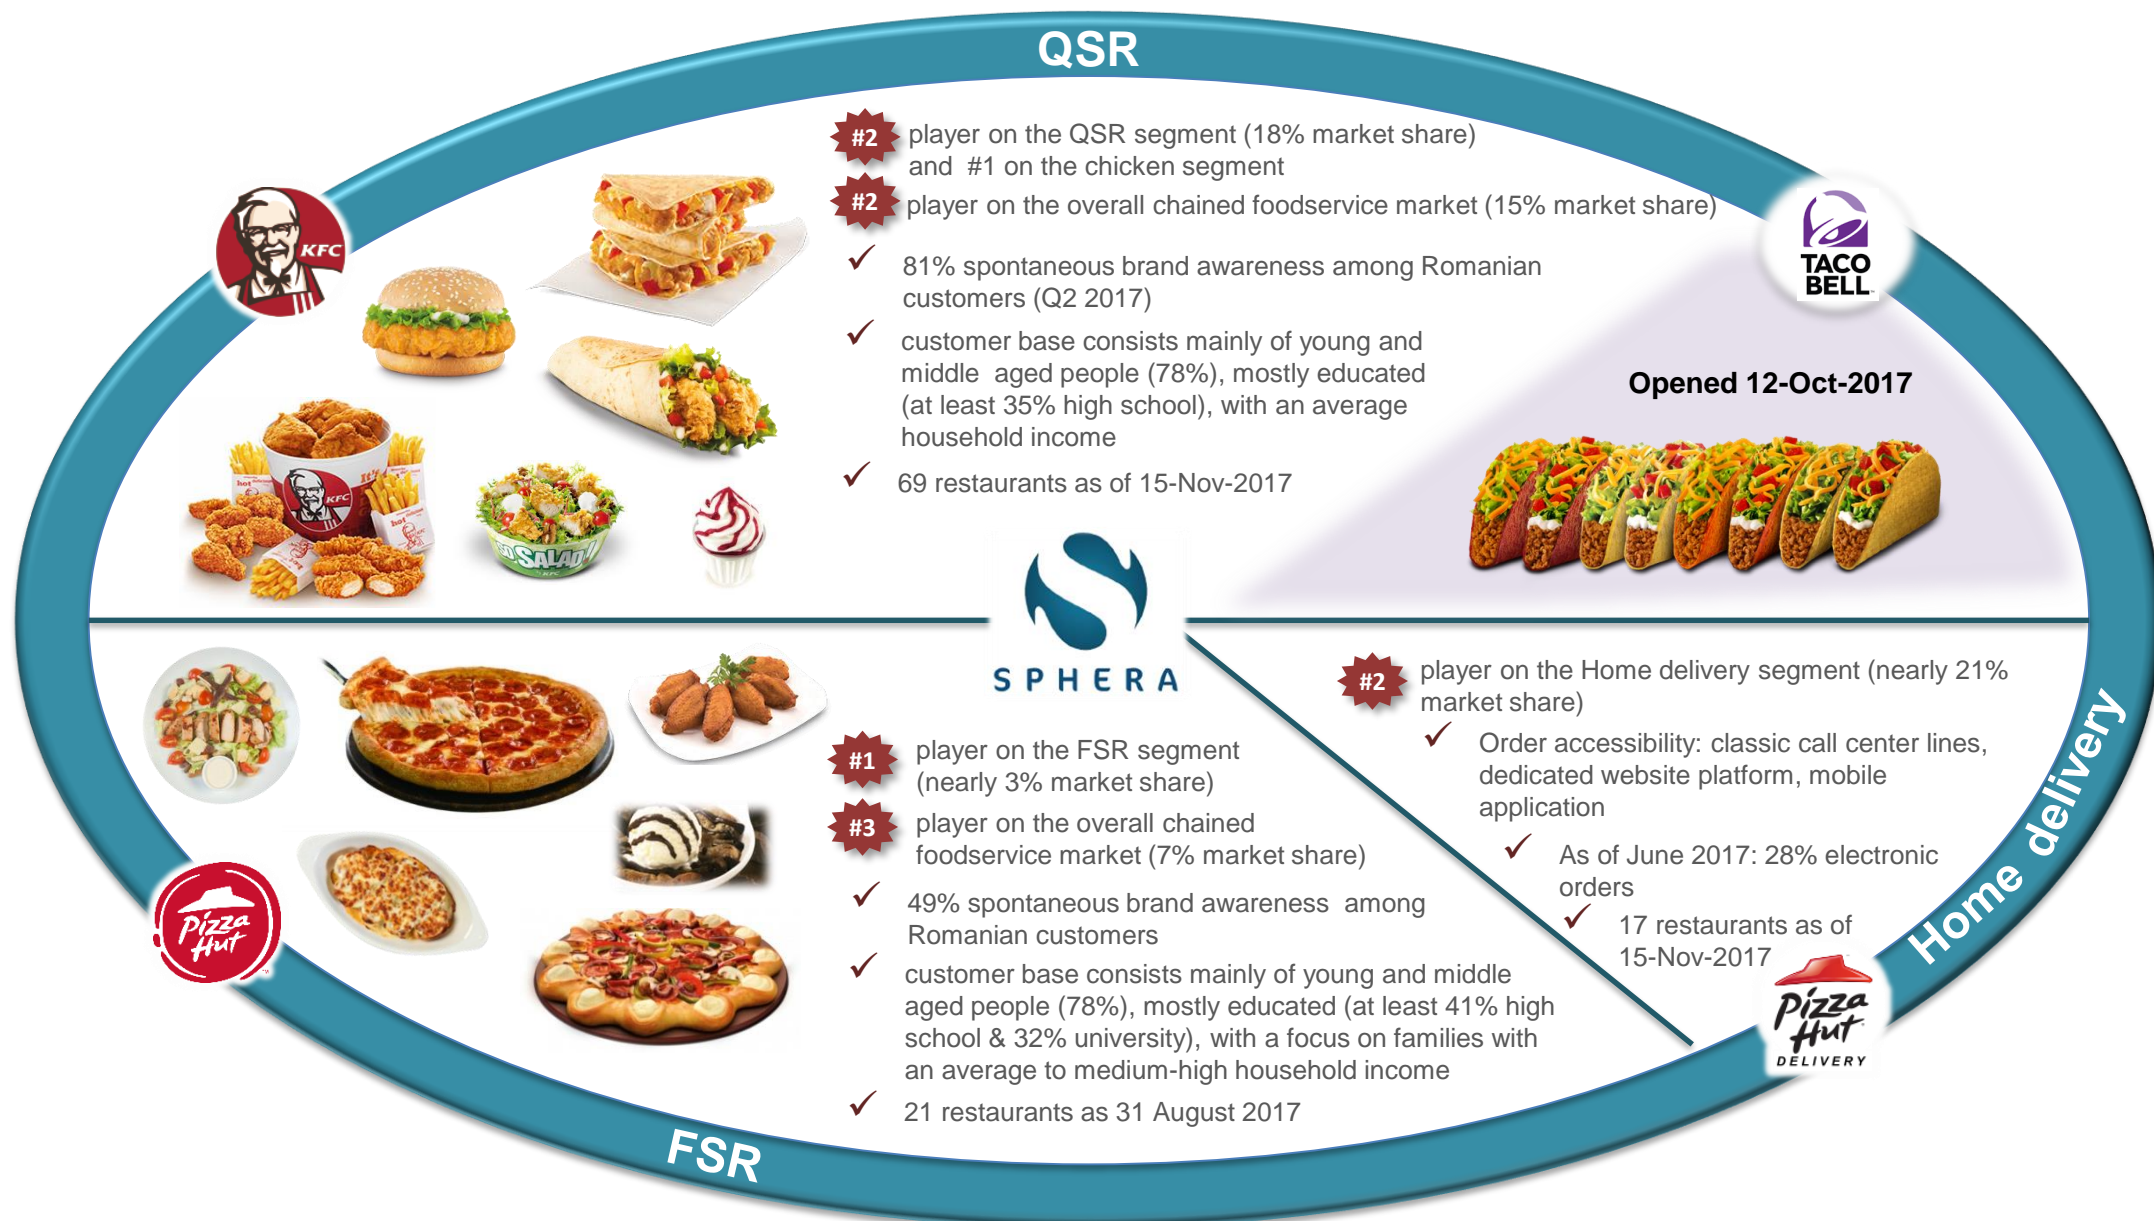 QSR
#2
player on the QSR segment (18% market share)
and #1 on the chicken segment
#2
player on the overall chained foodservice market (15% market share)
81% spontaneous brand awareness among Romanian
customers (Q2 2017)
customer base consists mainly of young and
middle aged people (78%), mostly educated
(at least 35% high school), with an average
household income
69 restaurants as of 15-Nov-2017
KFC
TACO
BELL
Opened 12-Oct-2017
It's
hot
KFC
hot
SALAD!!
KFC
SPHERA
#1
player on the FSR segment
(nearly 3% market share)
#3
player on the overall chained
foodservice market (7% market share)
49% spontaneous brand awareness among
Romanian customers
customer base consists mainly of young and middle
aged people (78%), mostly educated (at least 41% high
school & 32% university), with a focus on families with
an average to medium-high household income
21 restaurants as 31 August 2017
Pizza
Hut
FSR
#2
player on the Home delivery segment (nearly 21%
market share)
Order accessibility: classic call center lines,
dedicated website platform, mobile
application
As of June 2017: 28% electronic
orders
17 restaurants as of
15-Nov-2017
Pizza
Hut
DELIVERY
Home delivery